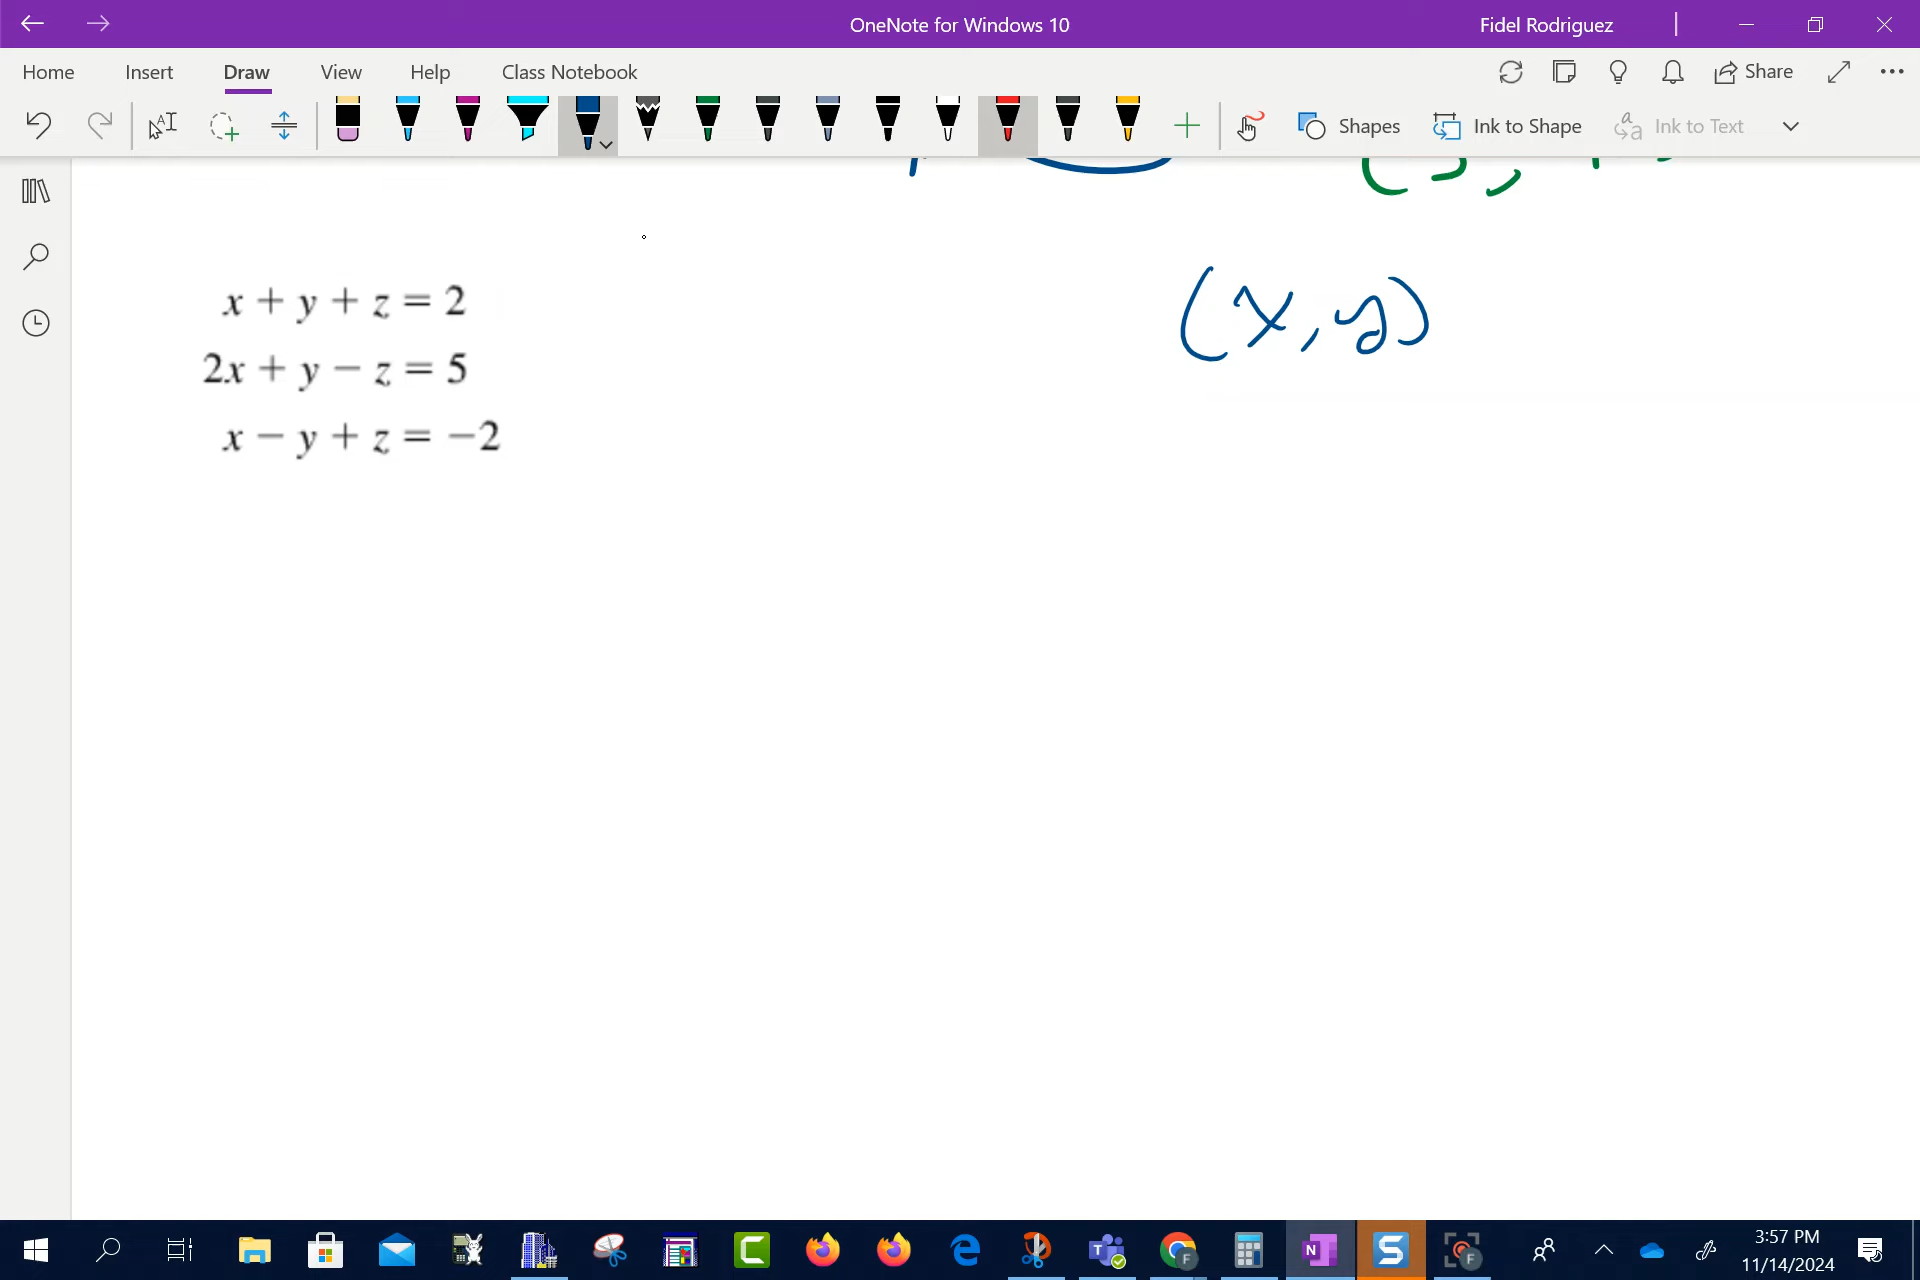 OneNote for Windows 10
Fidel Rodriguez
Home Insert Draw View Help Class Notebook Share
Shapes Ink to Shape Ink to Text
x + y + z = 2
2x + y − z = 5
x − y + z = −2
(x, y)
3:57 PM
11/14/2024